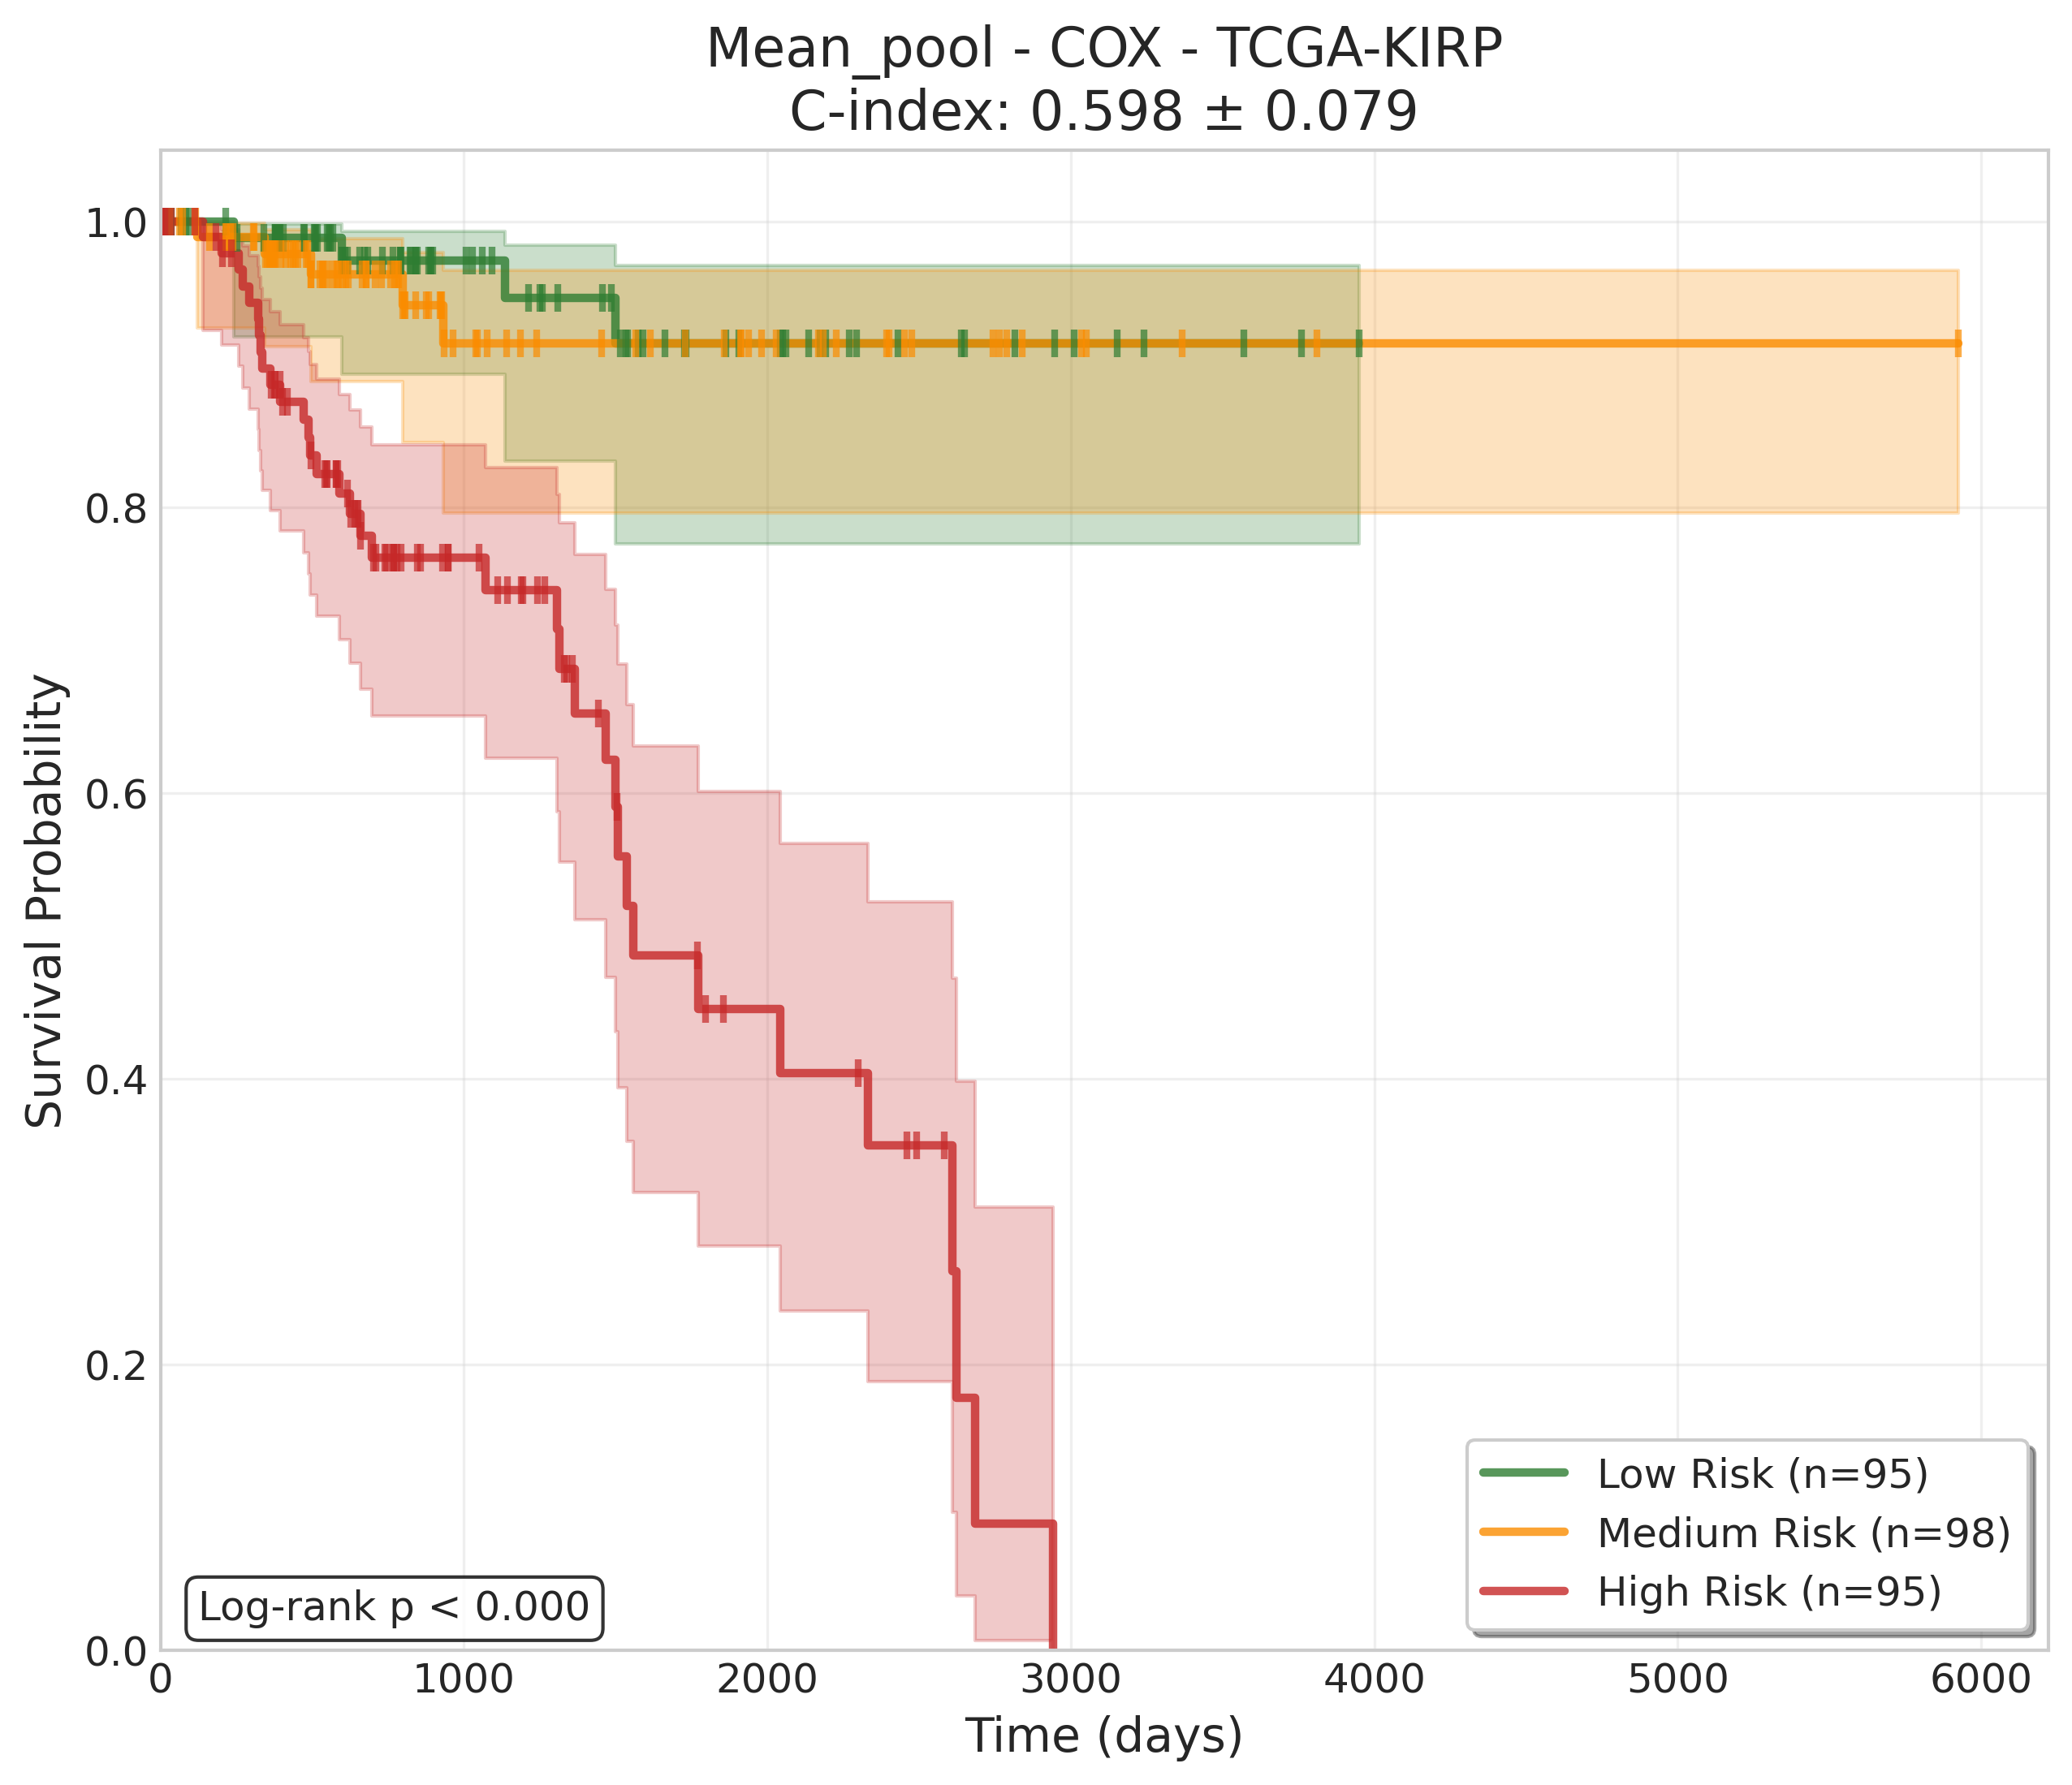 Mean_pool - COX - TCGA-KIRP
C-index: 0.598 ± 0.079
Survival Probability
1.0
0.8
0.6
0.4
0.2
0.0
0 1000 2000 3000 4000 5000 6000
Time (days)
Log-rank p < 0.000
Low Risk (n=95)
Medium Risk (n=98)
High Risk (n=95)